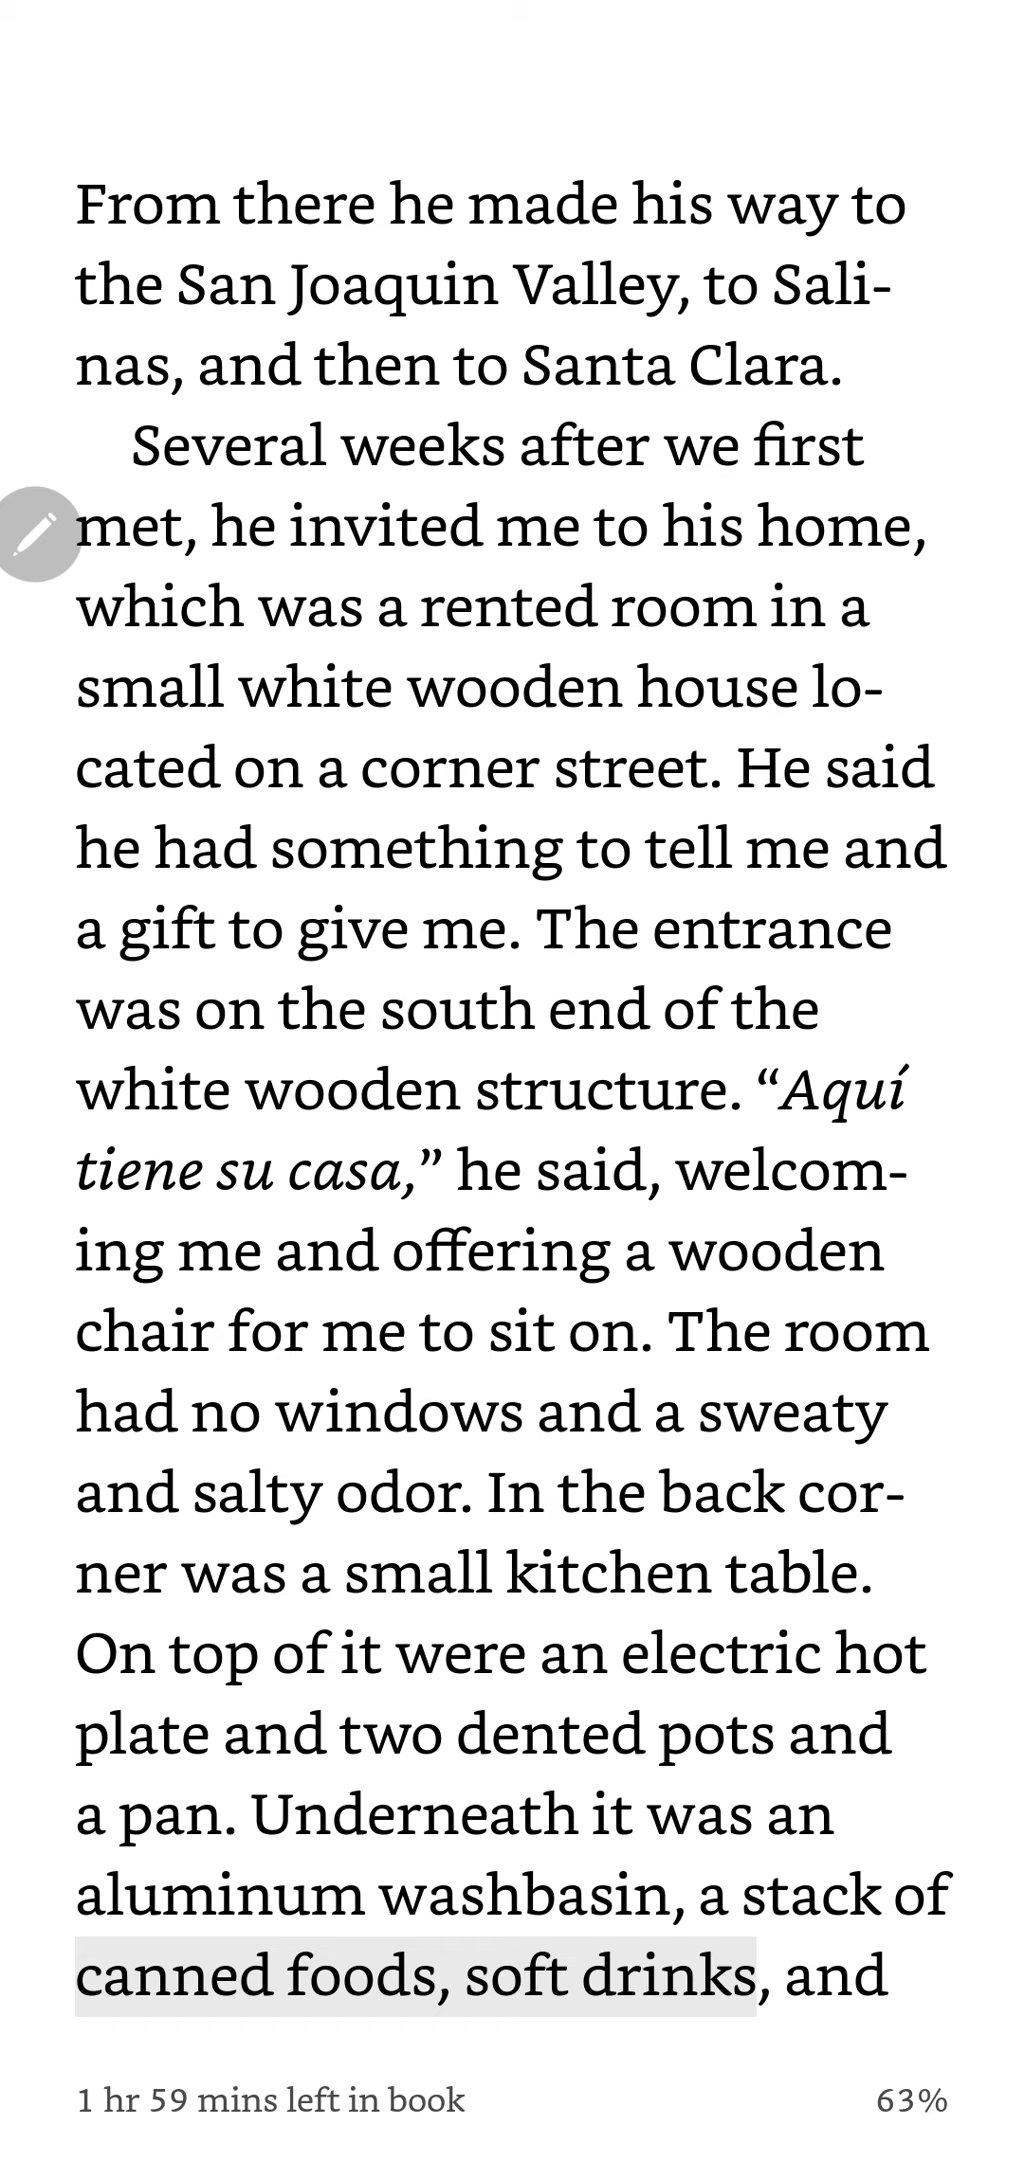 From there he made his way to
the San Joaquin Valley, to Sali-
nas, and then to Santa Clara.
Several weeks after we first
met, he invited me to his home,
which was a rented room in a
small white wooden house lo-
cated on a corner street. He said
he had something to tell me and
a gift to give me. The entrance
was on the south end of the
white wooden structure. “Aquí
tiene su casa,” he said, welcom-
ing me and offering a wooden
chair for me to sit on. The room
had no windows and a sweaty
and salty odor. In the back cor-
ner was a small kitchen table.
On top of it were an electric hot
plate and two dented pots and
a pan. Underneath it was an
aluminum washbasin, a stack of
canned foods, soft drinks, and
1 hr 59 mins left in book 63%